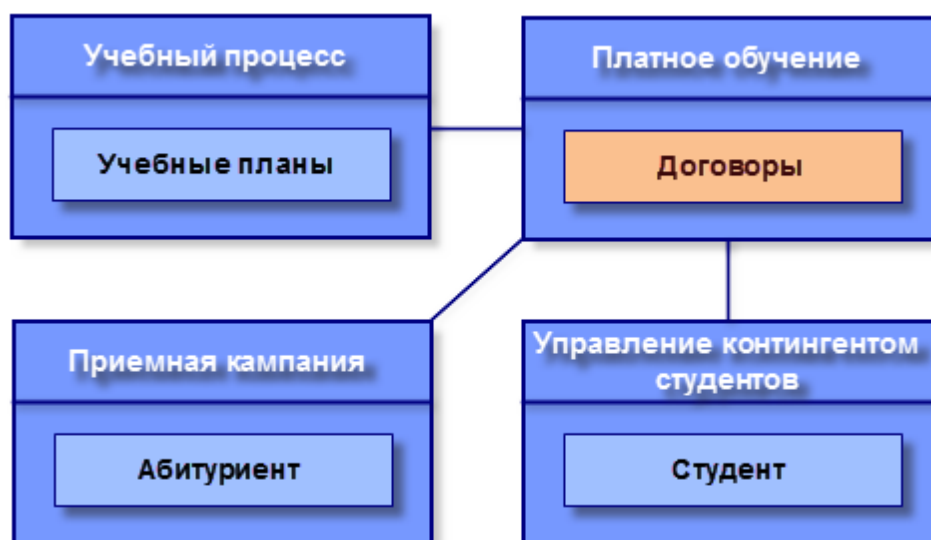 Учебный процесс
Учебные планы
Платное обучение
Договоры
Приемная кампания
Абитуриент
Управление контингентом
студентов
Студент